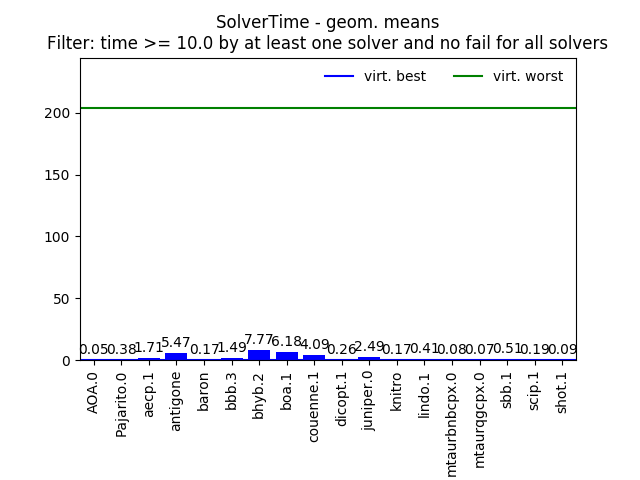 SolverTime - geom. means
Filter: time >= 10.0 by at least one solver and no fail for all solvers
virt. best virt. worst
200
150
100
50
0
0.05 0.38 1.71 5.47 0.17 1.49 7.77 6.18 4.09 0.26 2.49 0.17 0.41 0.08 0.07 0.51 0.19 0.09
AOA.0
Pajarito.0
aecp.1
antigone
baron
bbb.3
bhyb.2
boa.1
couenne.1
dicopt.1
juniper.0
knitro
lindo.1
mtaurbnbcpx.0
mtaurqgcpx.0
sbb.1
scip.1
shot.1